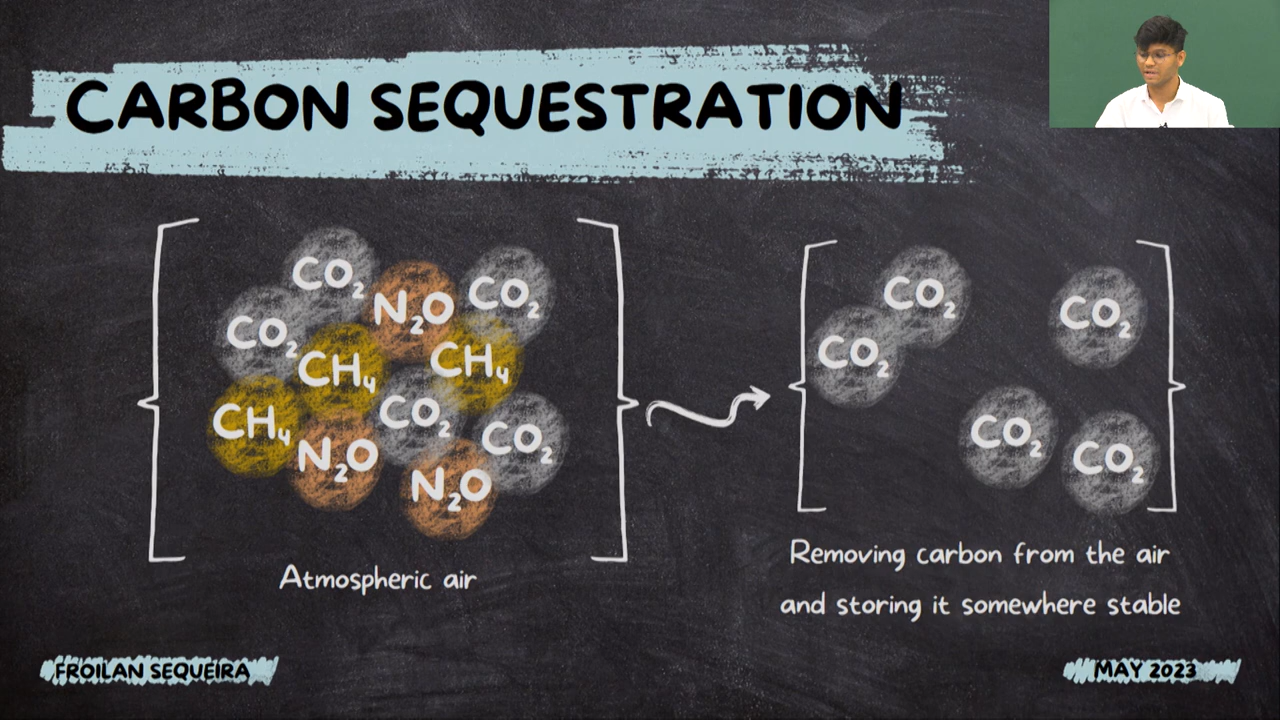 CARBON SEQUESTRATION
CO₂
N₂O
CO₂
CO₂
CH₄
CH₄
CH₄
CO₂
N₂O
CO₂
N₂O
CO₂
CO₂
CO₂
CO₂
CO₂
Atmospheric air
Removing carbon from the air
and storing it somewhere stable
FROILAN SEQUEIRA
MAY 2023